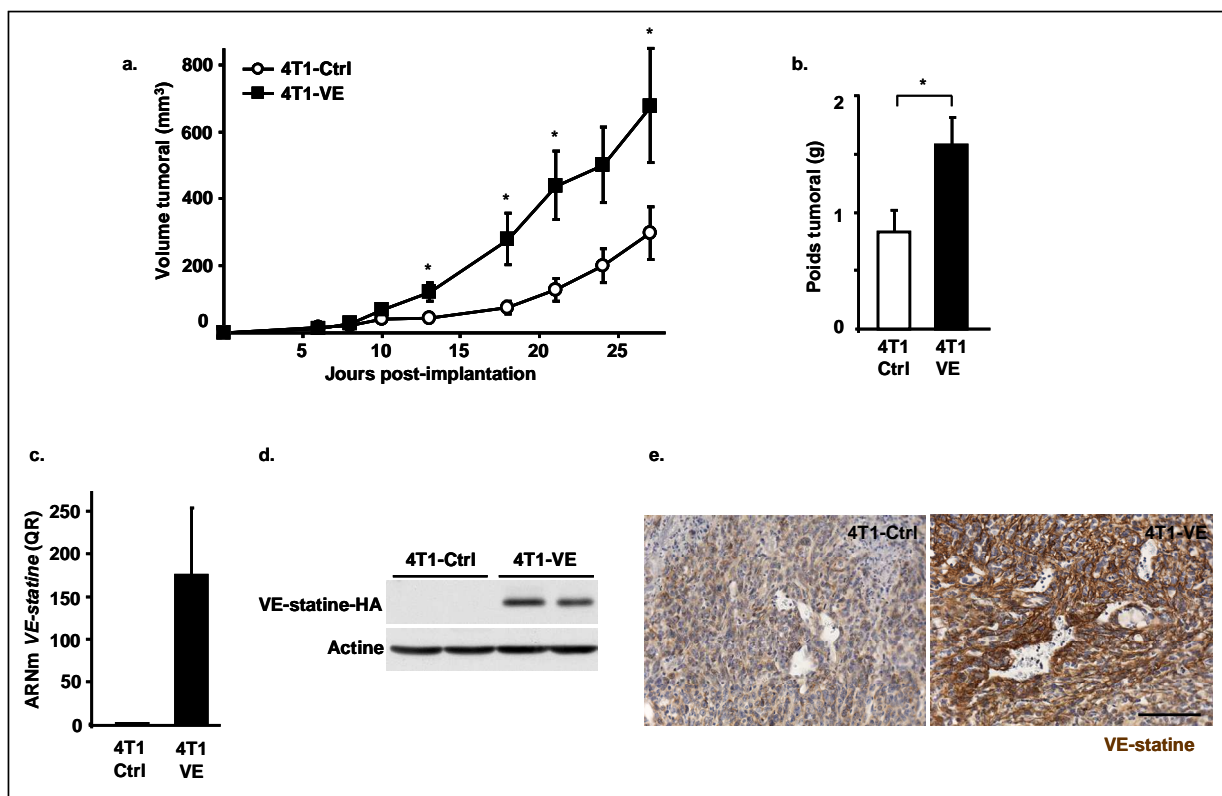 a.
4T1-Ctrl
4T1-VE
Volume tumoral (mm³)
800
600
400
200
0
5 10 15 20 25
Jours post-implantation
* * * *
b.
*
Poids tumoral (g)
2
1
0
4T1 4T1
Ctrl VE
c.
ARNm VE-statine (QR)
250
200
150
100
50
0
4T1 4T1
Ctrl VE
d.
4T1-Ctrl 4T1-VE
VE-statine-HA
Actine
e.
4T1-Ctrl
4T1-VE
VE-statine